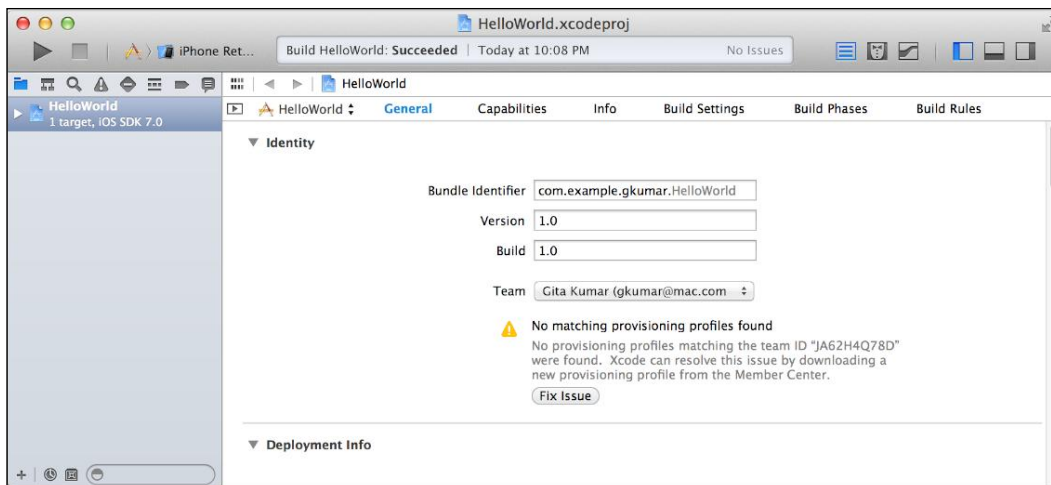 HelloWorld.xcodeproj
iPhone Ret...
Build HelloWorld: Succeeded | Today at 10:08 PM No Issues
HelloWorld
HelloWorld
1 target, iOS SDK 7.0
HelloWorld General Capabilities Info Build Settings Build Phases Build Rules
Identity
Bundle Identifier com.example.gkumar.HelloWorld
Version 1.0
Build 1.0
Team Gita Kumar (gkumar@mac.com
No matching provisioning profiles found
No provisioning profiles matching the team ID “JA62H4Q78D”
were found. Xcode can resolve this issue by downloading a
new provisioning profile from the Member Center.
Fix Issue
Deployment Info